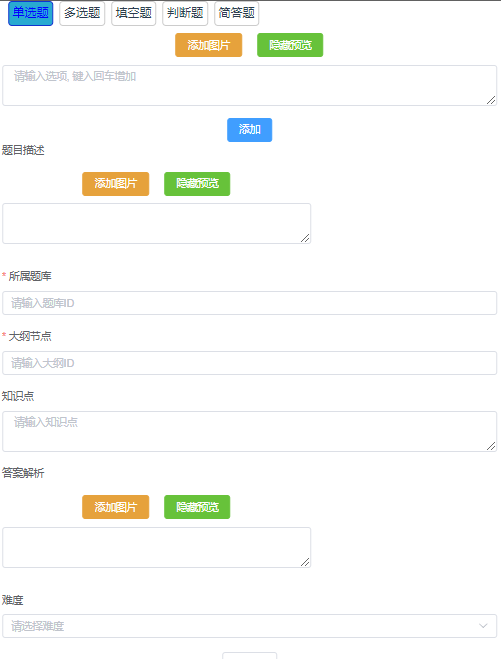 单选题 多选题 填空题 判断题 简答题
添加图片 隐藏预览
请输入选项, 键入回车增加
添加
题目描述
添加图片 隐藏预览
* 所属题库
请输入题库ID
* 大纲节点
请输入大纲ID
知识点
请输入知识点
答案解析
添加图片 隐藏预览
难度
请选择难度